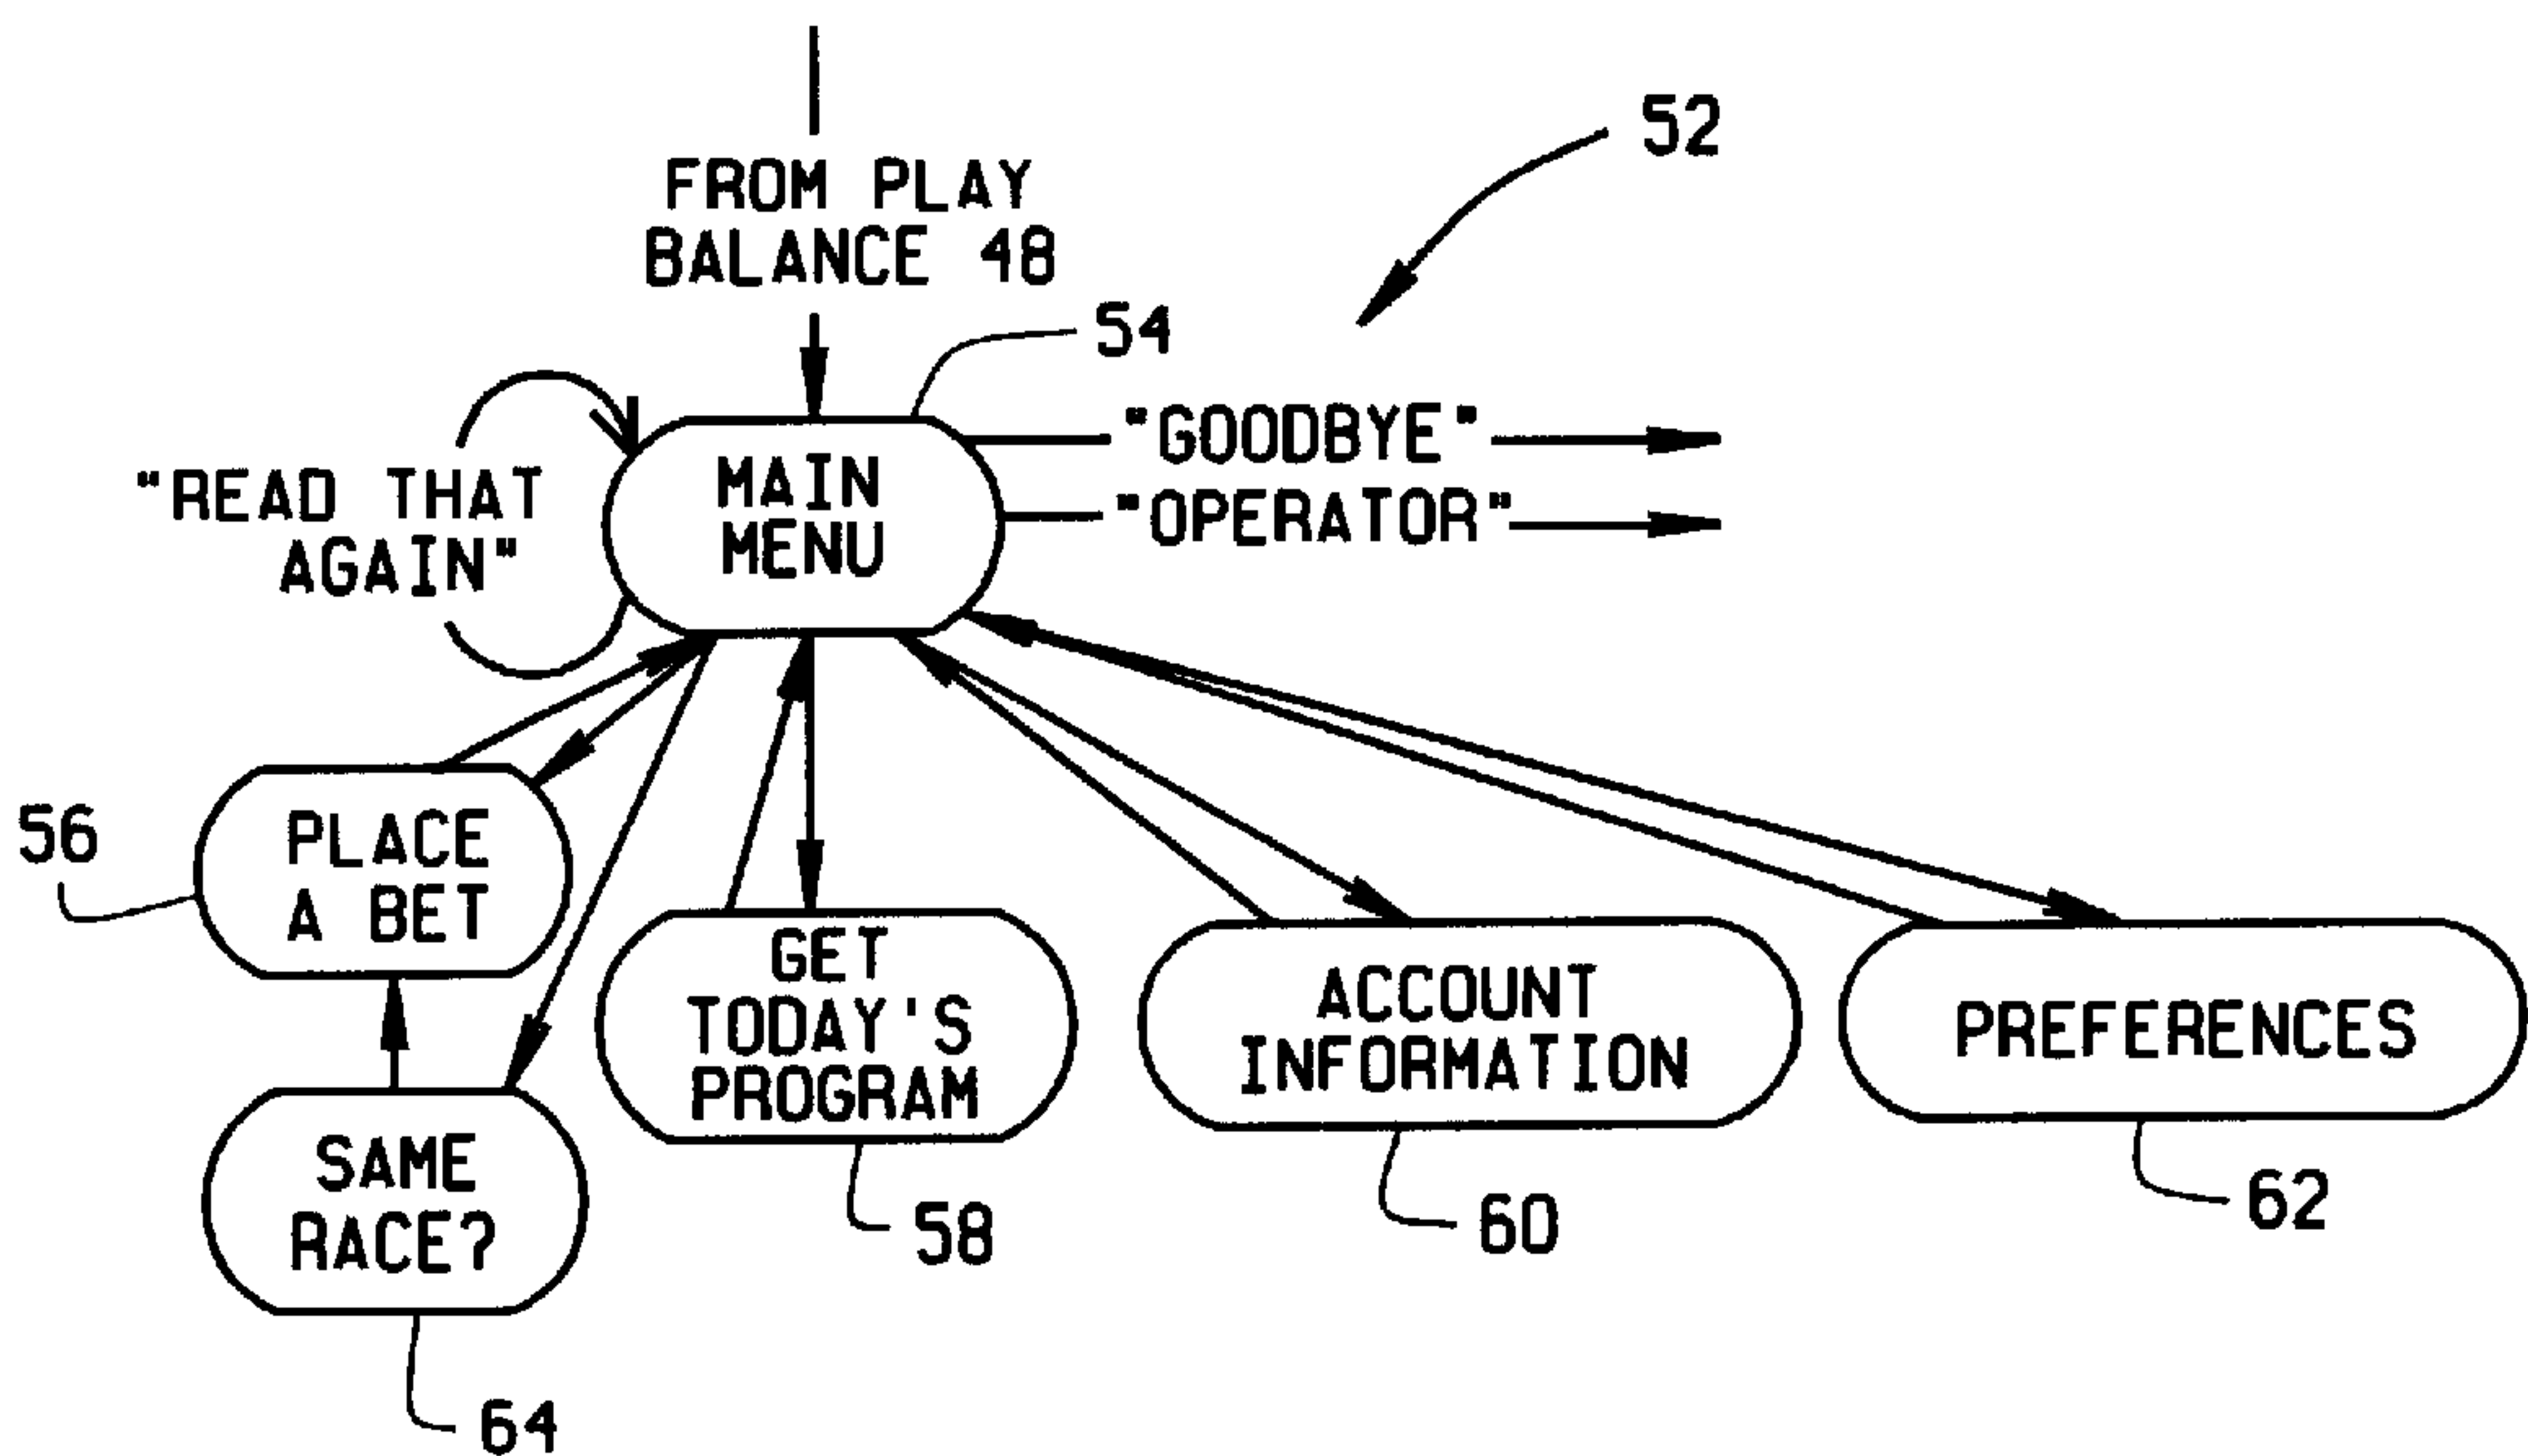 52
FROM PLAY
BALANCE 48
54
"GOODBYE"
"OPERATOR"
"READ THAT
AGAIN"
MAIN
MENU
56
PLACE
A BET
GET
TODAY'S
PROGRAM
ACCOUNT
INFORMATION
PREFERENCES
SAME
RACE?
58
60
62
64